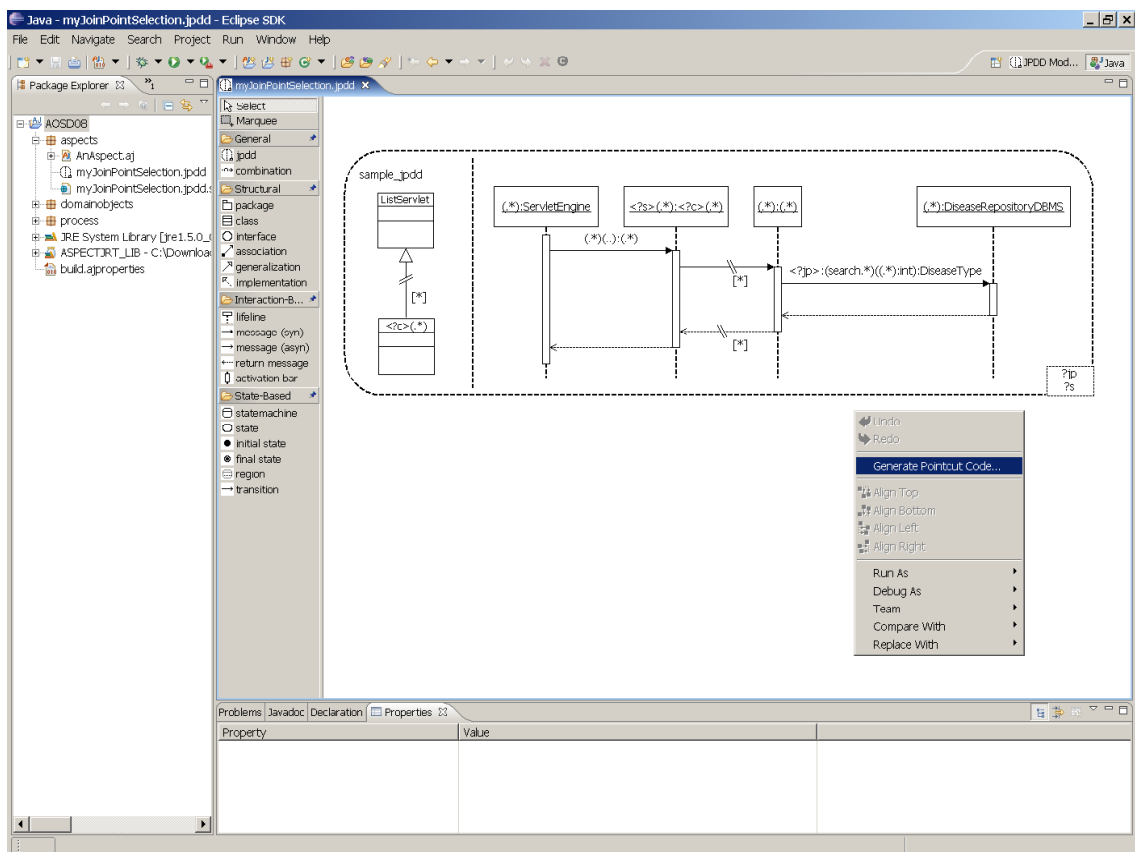 Java - myJoinPointSelection.jpdd - Eclipse SDK
File Edit Navigate Search Project Run Window Help
JPDD Mod... Java
Package Explorer
1
AOSD08
aspects
AnAspect.aj
myJoinPointSelection.jpdd
myJoinPointSelection.jpdd.s
domainobjects
process
JRE System Library [jre1.5.0_
ASPECTJRT_LIB - C:\Downloa
build.ajproperties
myJoinPointSelection.jpdd
Select
Marquee
General
jpdd
combination
Structural
package
class
interface
association
generalization
implementation
Interaction-B...
lifeline
message (syn)
message (asyn)
return message
activation bar
State-Based
statemachine
state
initial state
final state
region
transition
sample_jpdd
ListServlet
[*]
<?c>(.*)
(.*):ServletEngine
<?s>(.*):<?c>(.*)
(.*):(.*)
(.*):DiseaseRepositoryDBMS
(.*)(..):(.*)
[*]
<?jp>:(search.*)((.*):int):DiseaseType
[*]
?jp
?s
Undo
Redo
Generate Pointcut Code...
Align Top
Align Bottom
Align Left
Align Right
Run As
Debug As
Team
Compare With
Replace With
Problems Javadoc Declaration Properties
Property Value